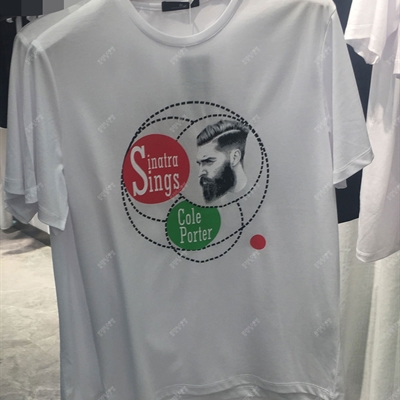 Sinatra
Sings
Cole
Porter